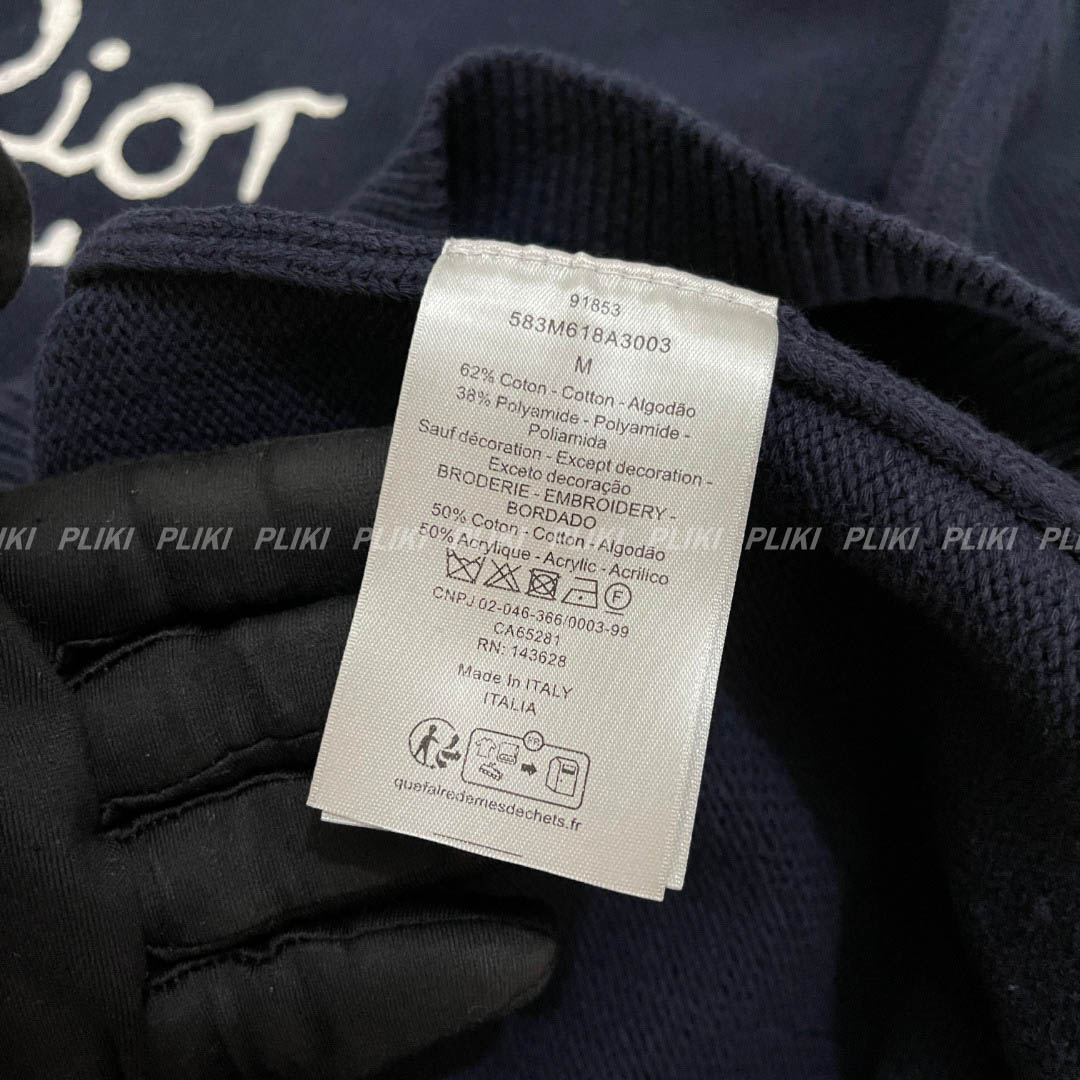 Dior
91853
583M618A3003
M
62% Coton - Cotton - Algodão
38% Polyamide - Polyamide -
Poliamida
Sauf décoration - Except decoration -
Exceto decoração
BRODERIE - EMBROIDERY -
BORDADO
50% Coton - Cotton - Algodão
50% Acrylique - Acrylic - Acrílico
F
CNPJ 02-046-366/0003-99
CA65281
RN: 143628
Made In ITALY
ITALIA
FR
quefairedemesdechets.fr
PLIKI PLIKI PLIKI PLIKI PLIKI PLIKI PLIKI PLIKI PLIKI